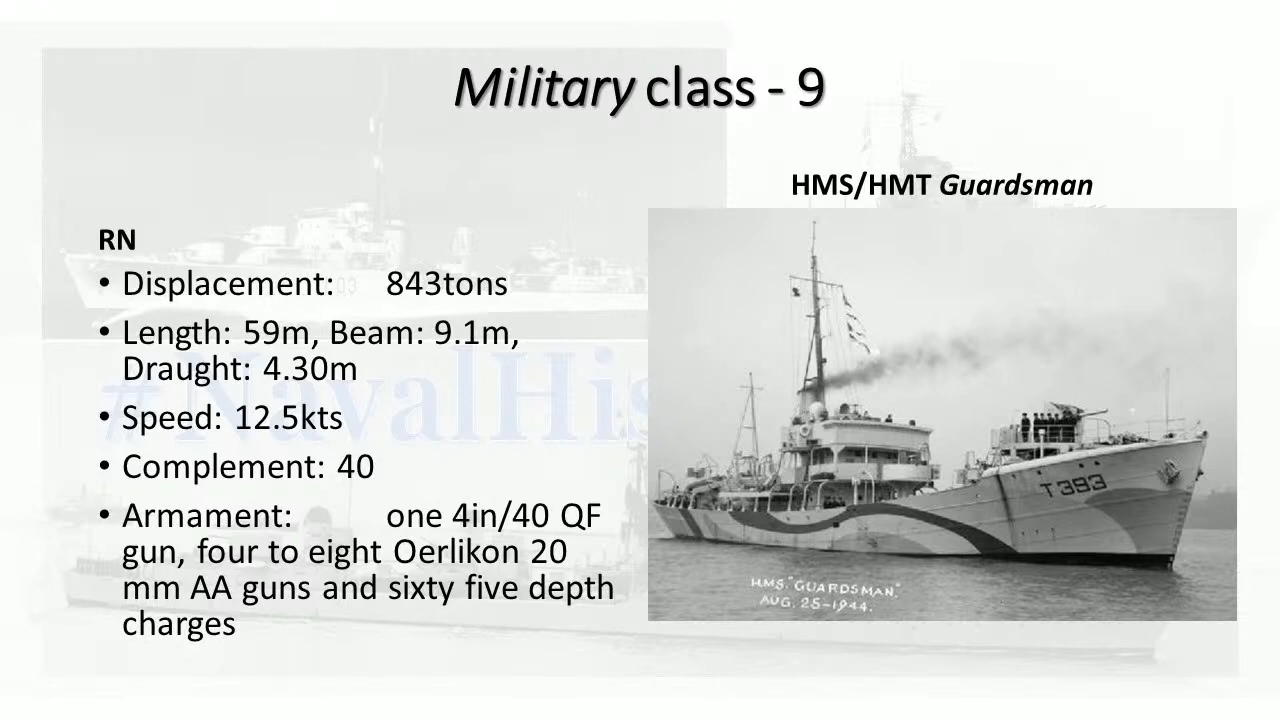 Military class - 9
HMS/HMT Guardsman
RN
• Displacement: 843tons
• Length: 59m, Beam: 9.1m,
Draught: 4.30m
• Speed: 12.5kts
• Complement: 40
• Armament: one 4in/40 QF
gun, four to eight Oerlikon 20
mm AA guns and sixty five depth
charges
#NavalHis
03
T393
H.M.S. "GUARDSMAN."
AUG. 25-1944.